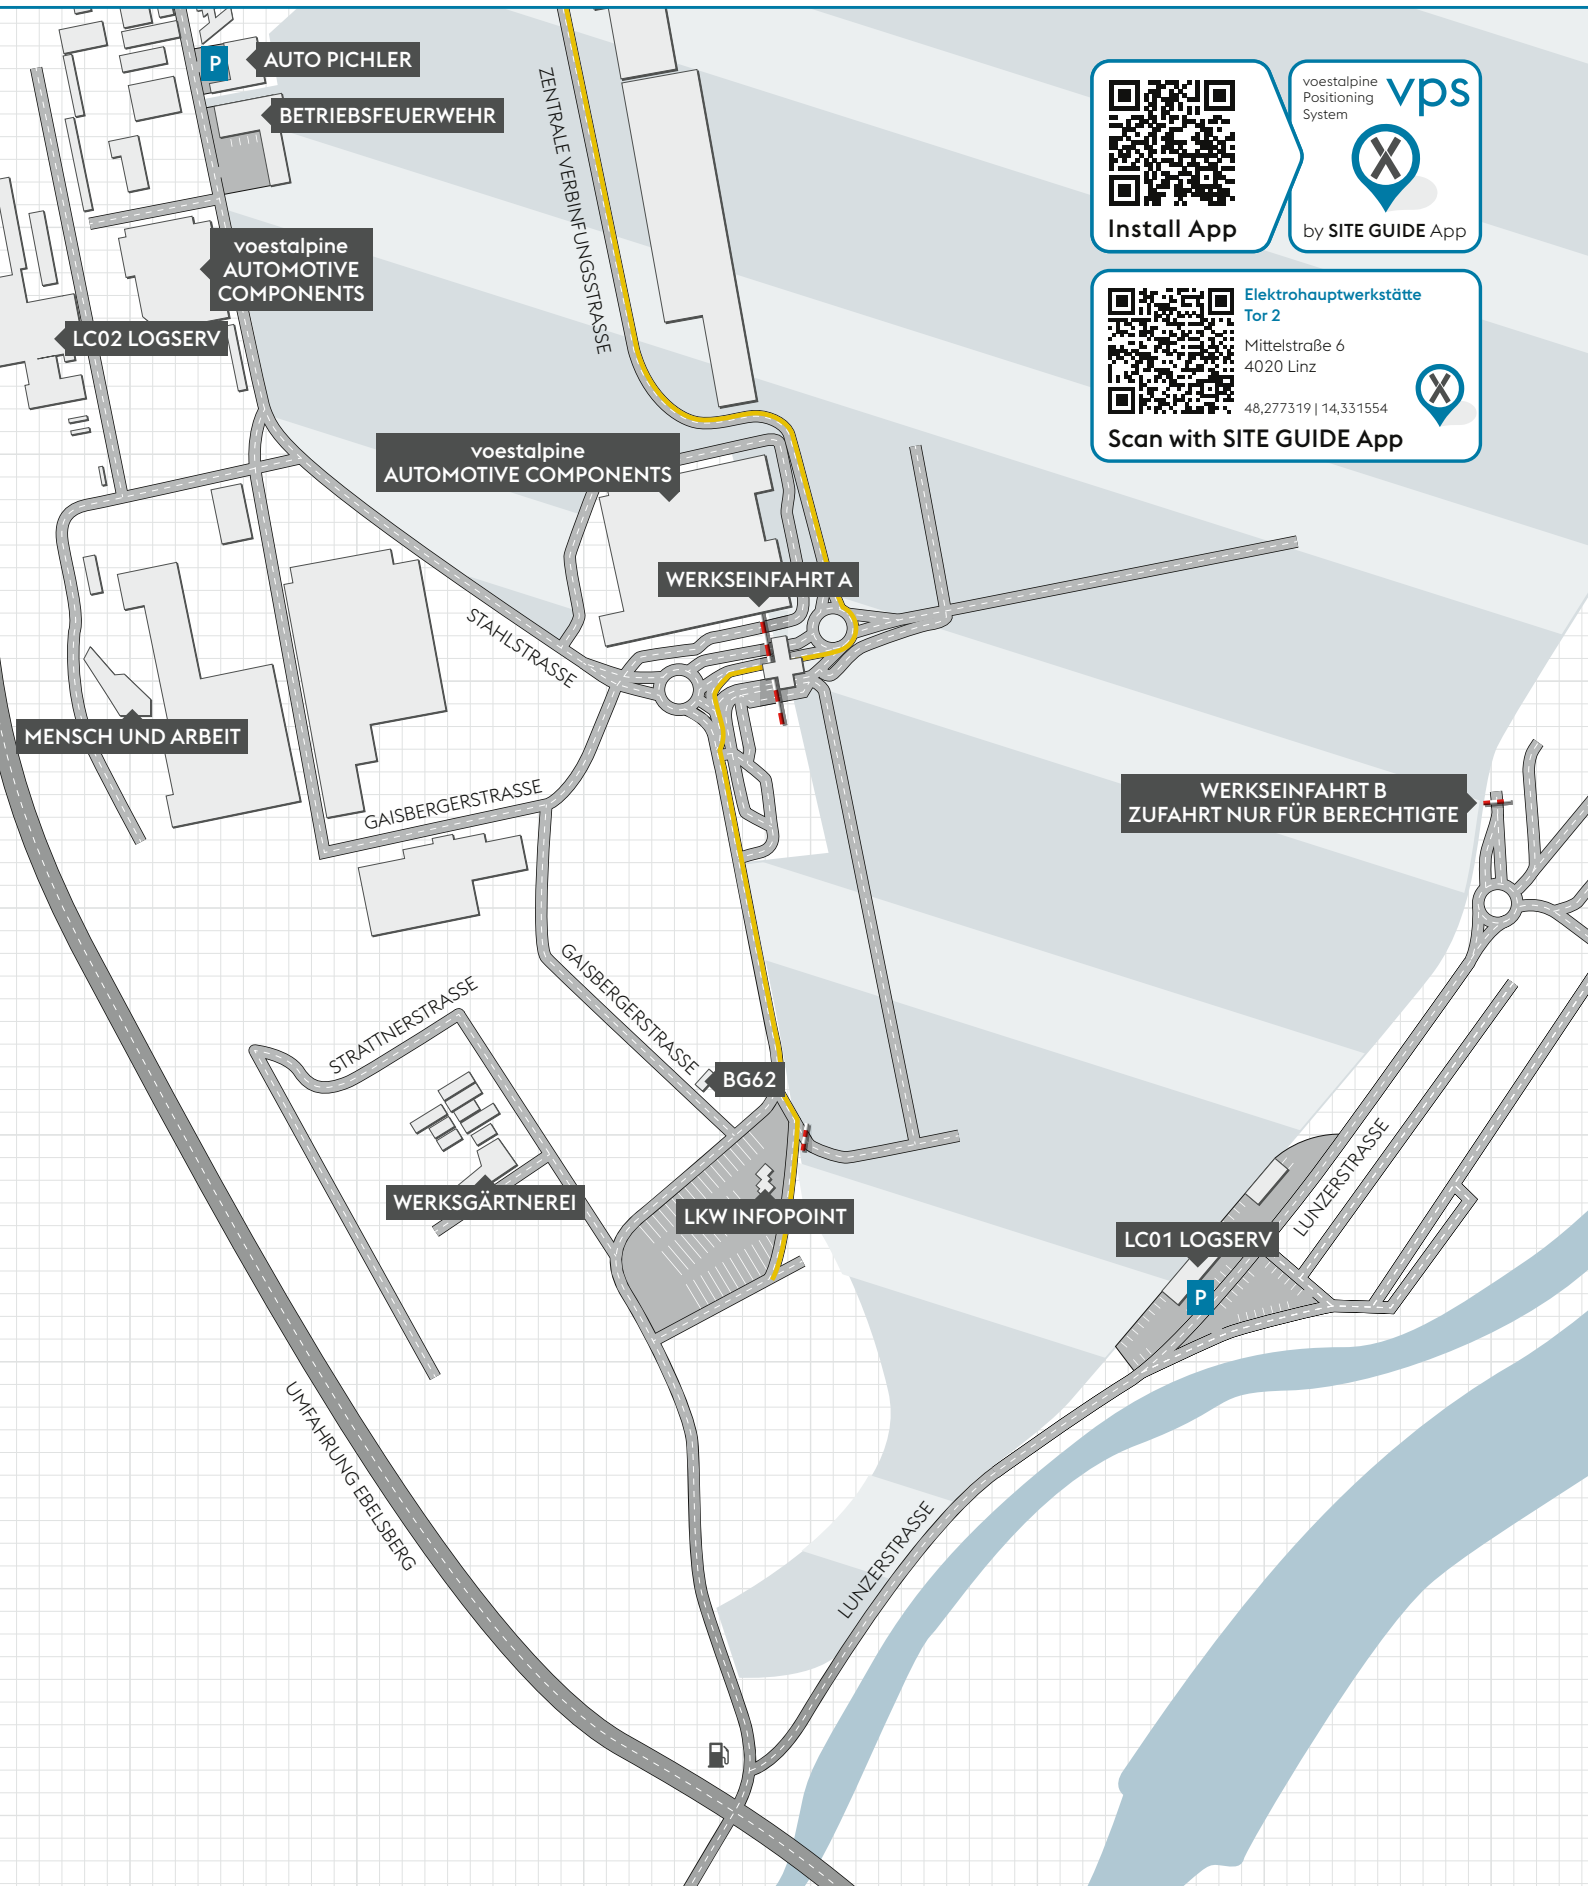 P
AUTO PICHLER
BETRIEBSFEUERWEHR
ZENTRALE VERBINFUNGSSTRASSE
voestalpine
Positioning
System
vps
Install App
by SITE GUIDE App
voestalpine
AUTOMOTIVE
COMPONENTS
LC02 LOGSERV
Elektrohauptwerkstätte
Tor 2
Mittelstraße 6
4020 Linz
48,277319 | 14,331554
Scan with SITE GUIDE App
voestalpine
AUTOMOTIVE COMPONENTS
WERKSEINFAHRT A
STAHLSTRASSE
MENSCH UND ARBEIT
GAISBERGERSTRASSE
WERKSEINFAHRT B
ZUFAHRT NUR FÜR BERECHTIGTE
GAISBERGERSTRASSE
STRATTNERSTRASSE
BG62
WERKSGÄRTNEREI
LKW INFOPOINT
LUNZERSTRASSE
LC01 LOGSERV
P
UMFAHRUNG EBELSBERG
LUNZERSTRASSE